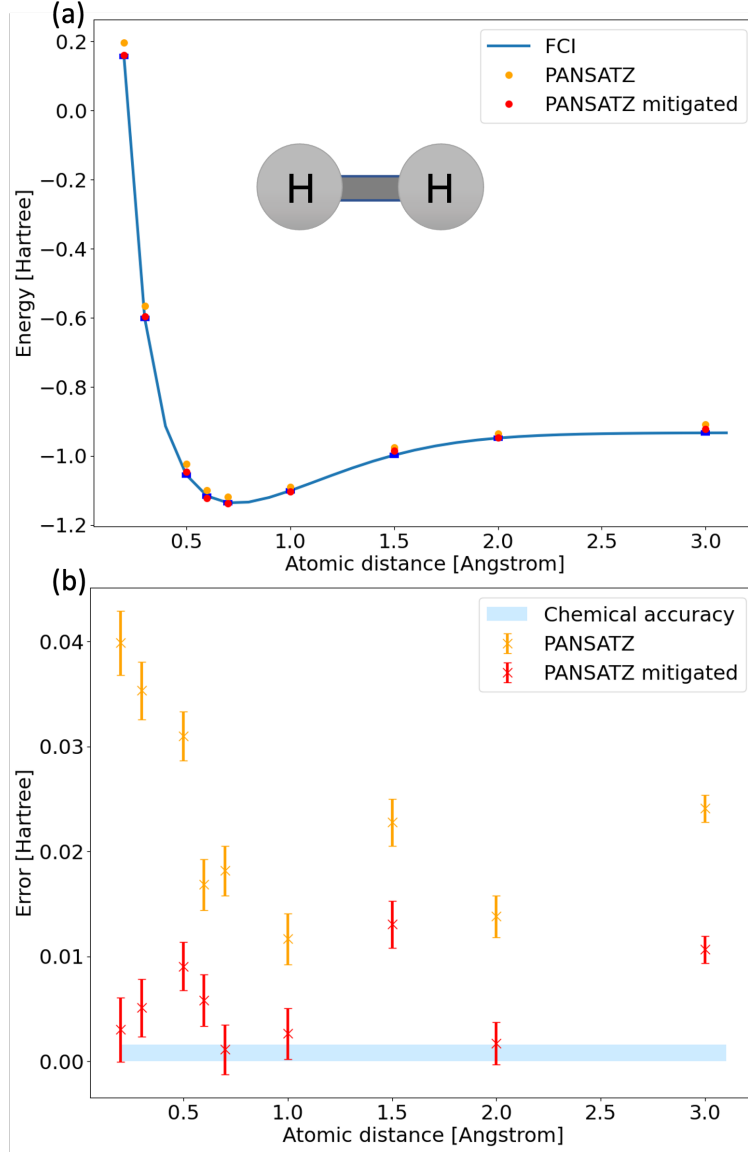 (a)
FCI
PANSATZ
PANSATZ mitigated
H H
Energy [Hartree]
0.2
0.0
−0.2
−0.4
−0.6
−0.8
−1.0
−1.2
0.5 1.0 1.5 2.0 2.5 3.0
Atomic distance [Angstrom]
(b)
Chemical accuracy
PANSATZ
PANSATZ mitigated
Error [Hartree]
0.04
0.03
0.02
0.01
0.00
0.5 1.0 1.5 2.0 2.5 3.0
Atomic distance [Angstrom]